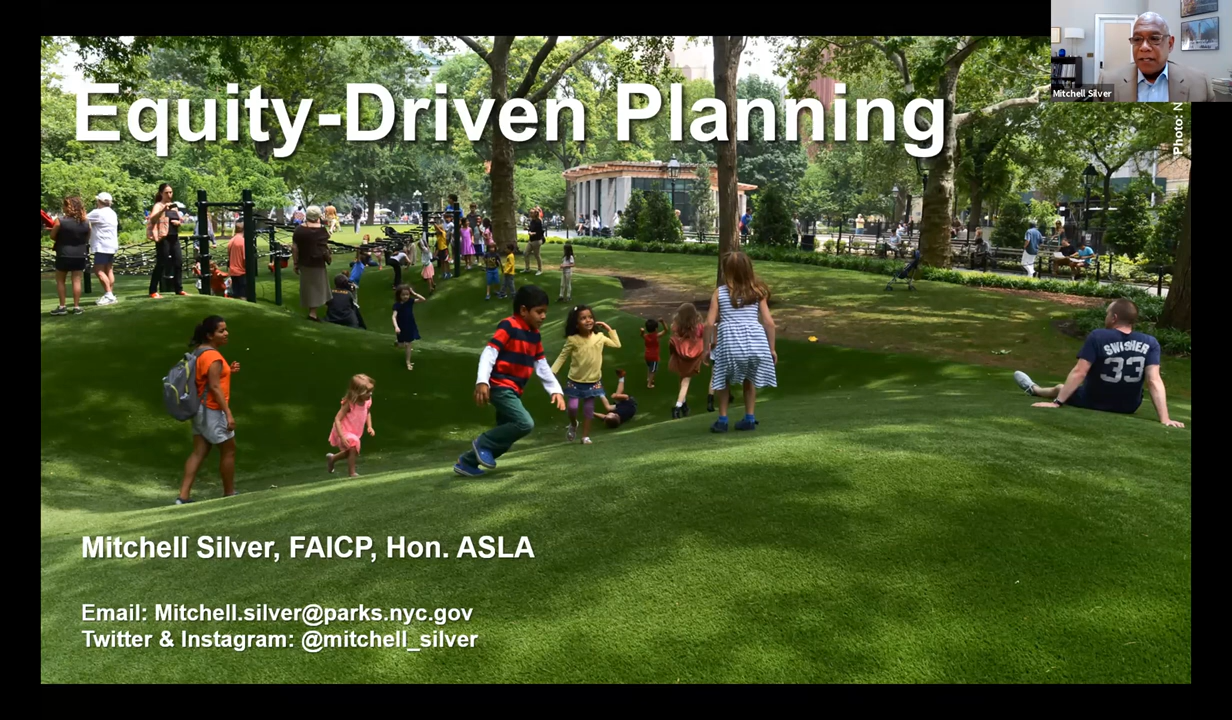 Equity-Driven Planning
Mitchell Silver
Photo: N
SWISHER
33
Mitchell Silver, FAICP, Hon. ASLA
Email: Mitchell.silver@parks.nyc.gov
Twitter & Instagram: @mitchell_silver